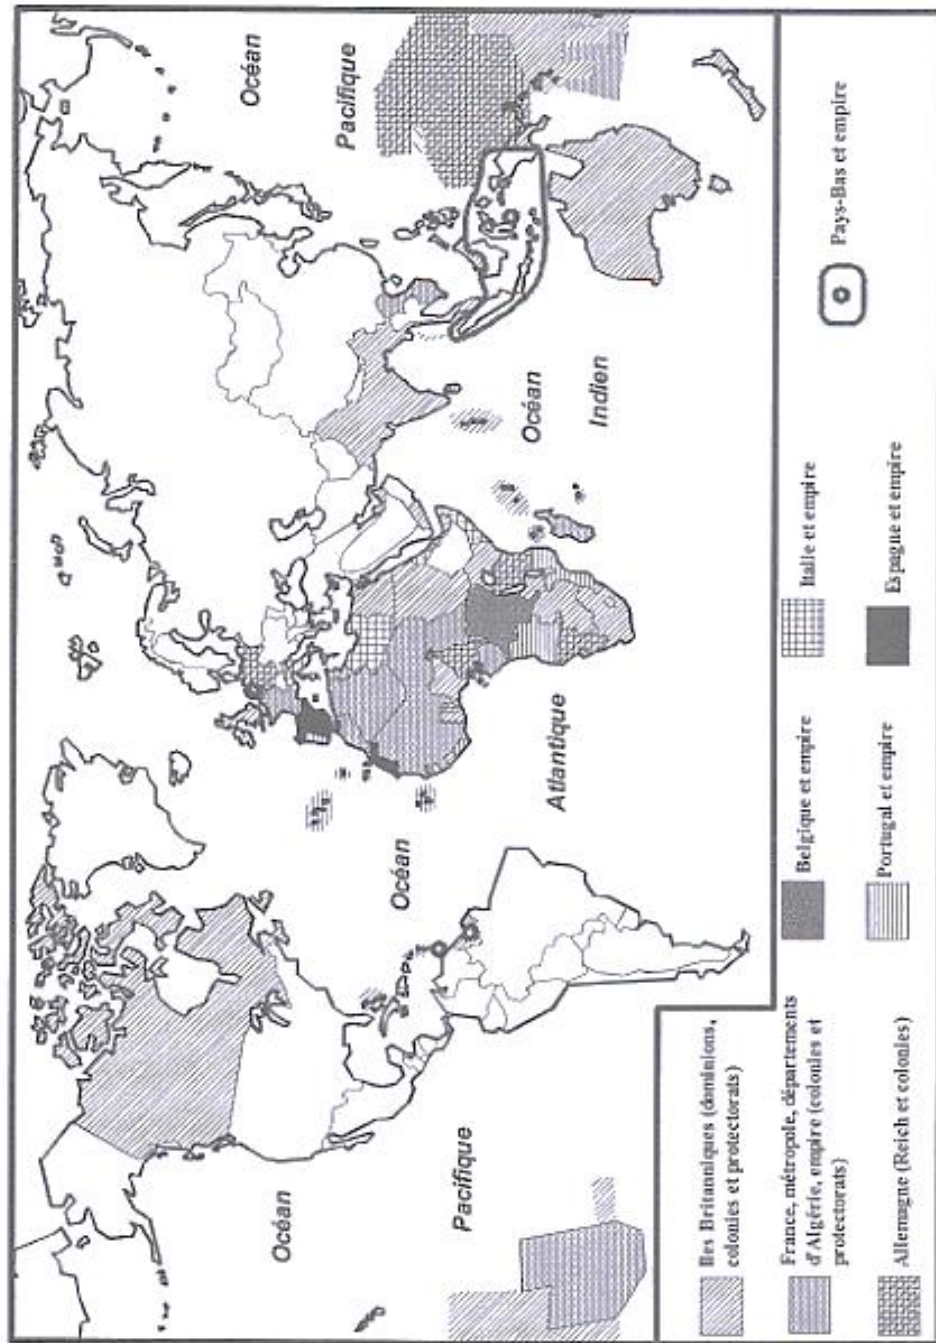 Océan
Pacifique
Océan
Atlantique
Océan
Indien
Océan
Pacifique
Iles Britanniques (dominions,
colonies et protectorats)
France, métropole, départements
d'Algérie, empire (colonies et
protectorats)
Allemagne (Reich et colonies)
Belgique et empire
Portugal et empire
Italie et empire
Espagne et empire
Pays-Bas et empire